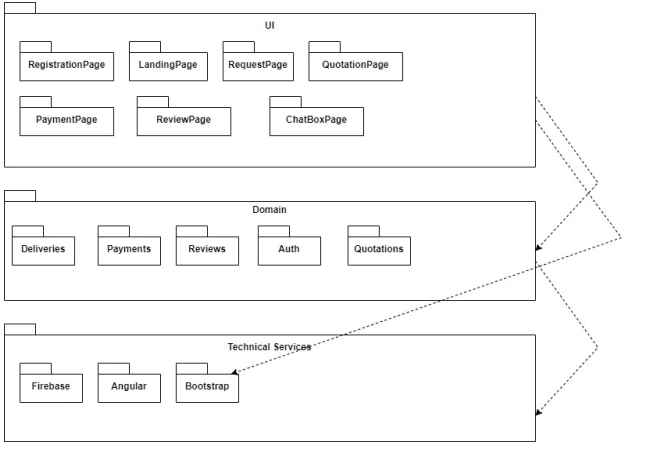 UI
RegistrationPage
LandingPage
RequestPage
QuotationPage
PaymentPage
ReviewPage
ChatBoxPage
Domain
Deliveries
Payments
Reviews
Auth
Quotations
Technical Services
Firebase
Angular
Bootstrap